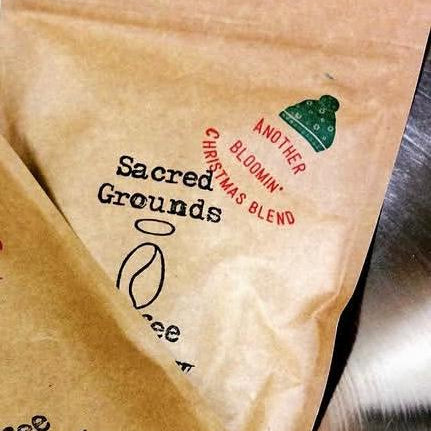 ANOTHER
BLOOMIN'
CHRISTMAS BLEND
Sacred
Grounds